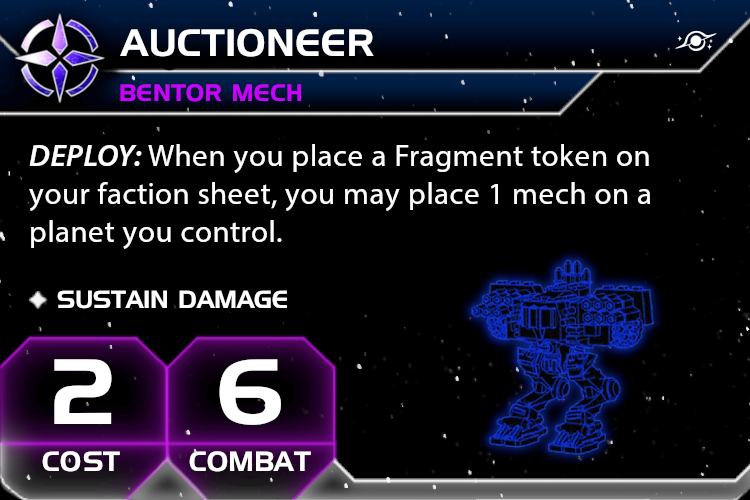 AUCTIONEER
BENTOR MECH
DEPLOY: When you place a Fragment token on
your faction sheet, you may place 1 mech on a
planet you control.
SUSTAIN DAMAGE
2 6
COST COMBAT